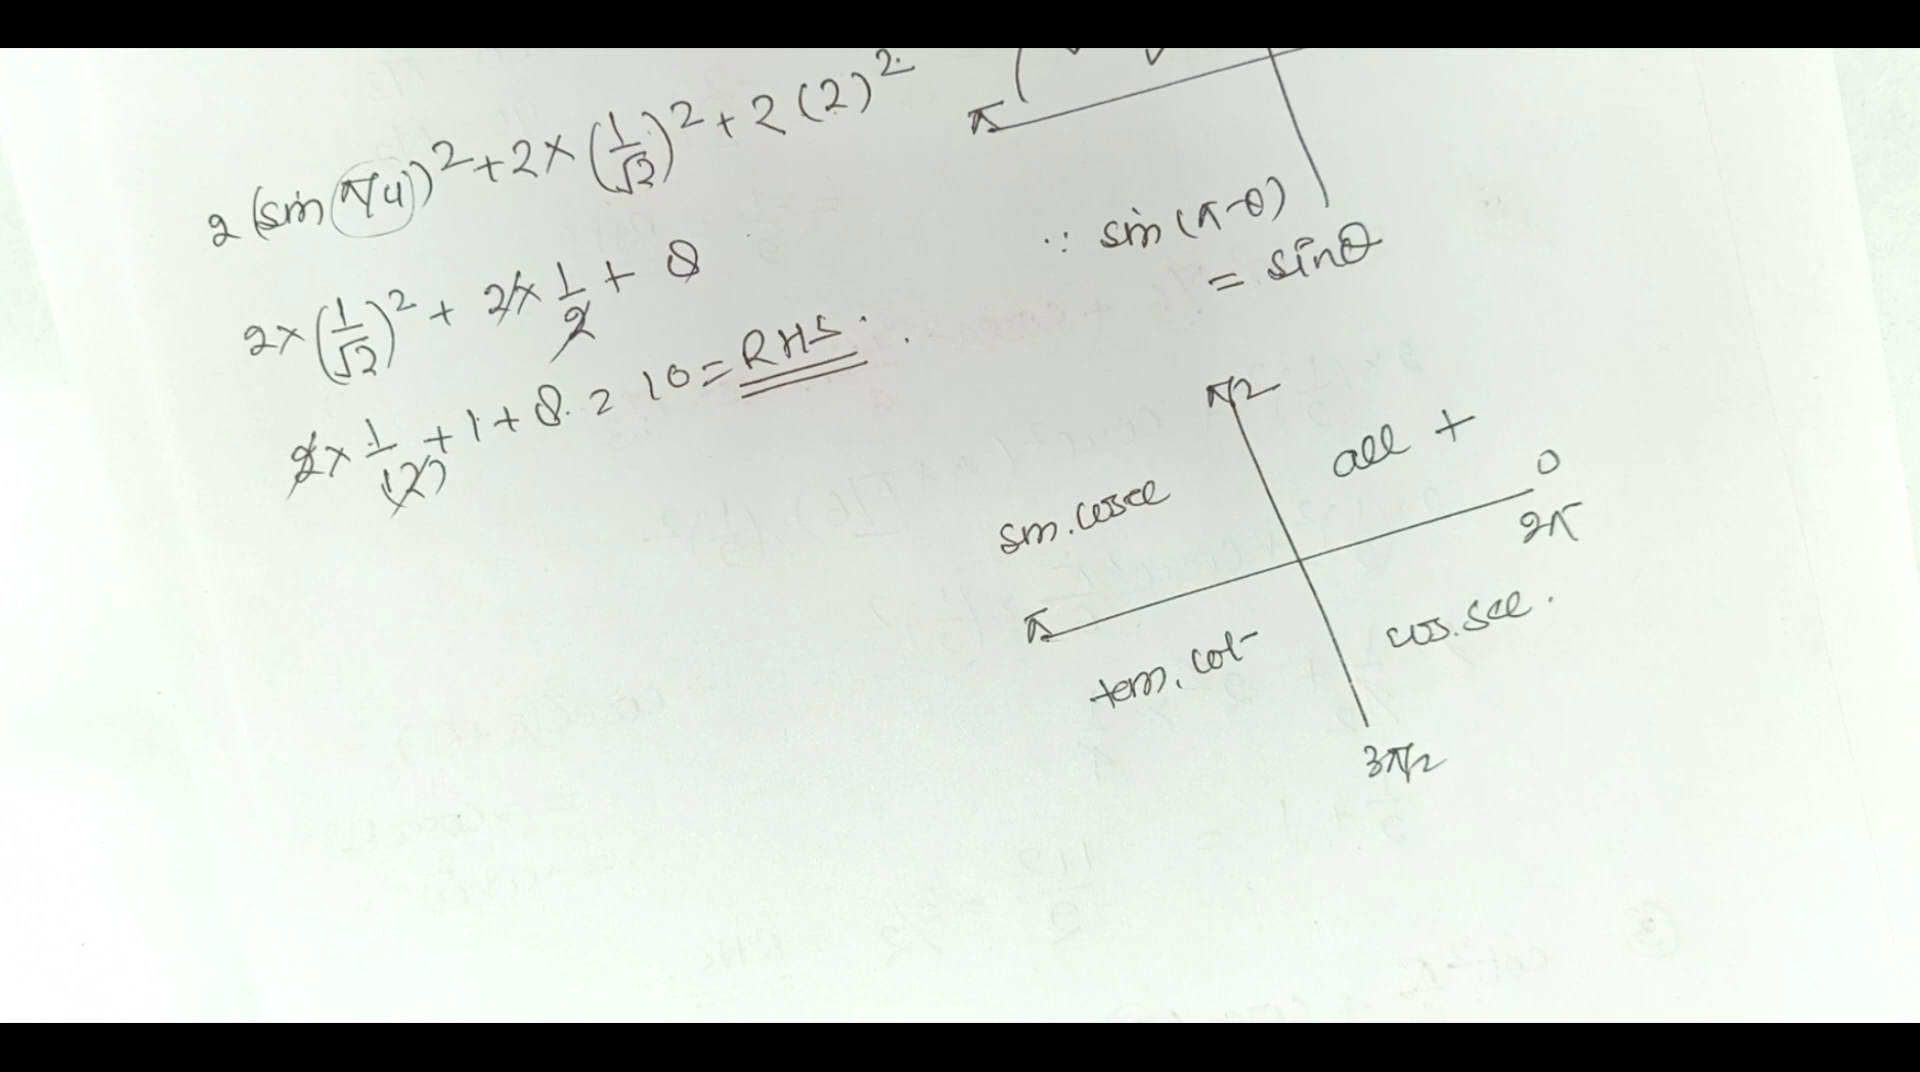 2 (sin π/4)² + 2 × (1/√2)² + 2 (2)²
2 × (1/√2)² + 2 × 1/2 + 8
2 × 1/(2) + 1 + 8 = 10 = RHS.
π
∵ sin (π-θ)
= sinθ
π/2
all +
0
2π
sin. cosec
π
tan, cot
cos. sec.
3π/2